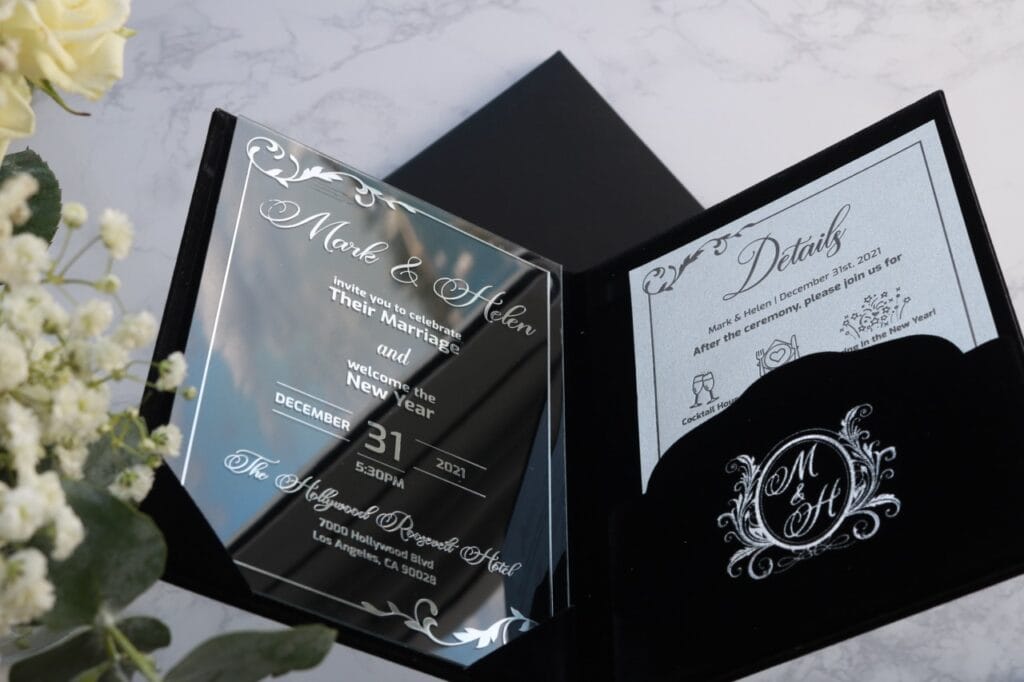 Mark & Helen
invite you to celebrate
Their Marriage
and
welcome the
New Year
DECEMBER
31
2021
5:30PM
The Hollywood Roosevelt Hotel
7000 Hollywood Blvd
Los Angeles, CA 90028
Details
Mark & Helen | December 31st, 2021
After the ceremony, please join us for
in the New Year!
Cocktail
M
&
H